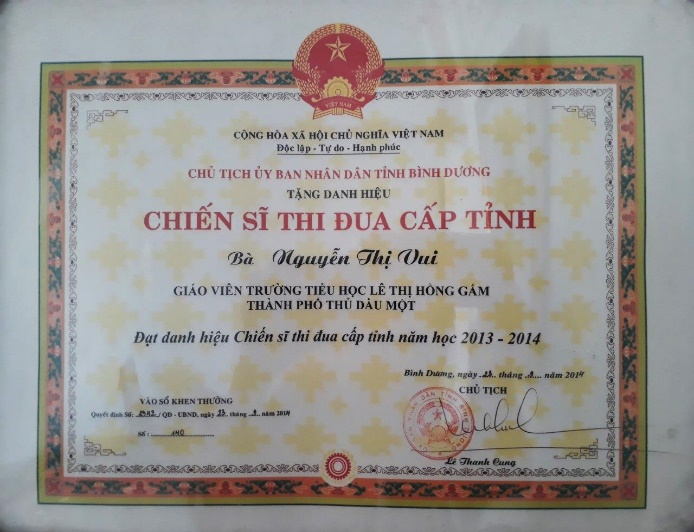 VIỆT NAM
CỘNG HÒA XÃ HỘI CHỦ NGHĨA VIỆT NAM
Độc lập - Tự do - Hạnh phúc
CHỦ TỊCH ỦY BAN NHÂN DÂN TỈNH BÌNH DƯƠNG
TẶNG DANH HIỆU
CHIẾN SĨ THI ĐUA CẤP TỈNH
Bà Nguyễn Thị Vui
GIÁO VIÊN TRƯỜNG TIỂU HỌC LÊ THỊ HỒNG GẤM
THÀNH PHỐ THỦ DẦU MỘT
Đạt danh hiệu Chiến sĩ thi đua cấp tỉnh năm học 2013 - 2014
Bình Dương, ngày tháng năm 2014
CHỦ TỊCH
VÀO SỔ KHEN THƯỞNG
Quyết định Số: / QĐ - UBND, ngày tháng năm 2014
Số : 140
Lê Thanh Cung